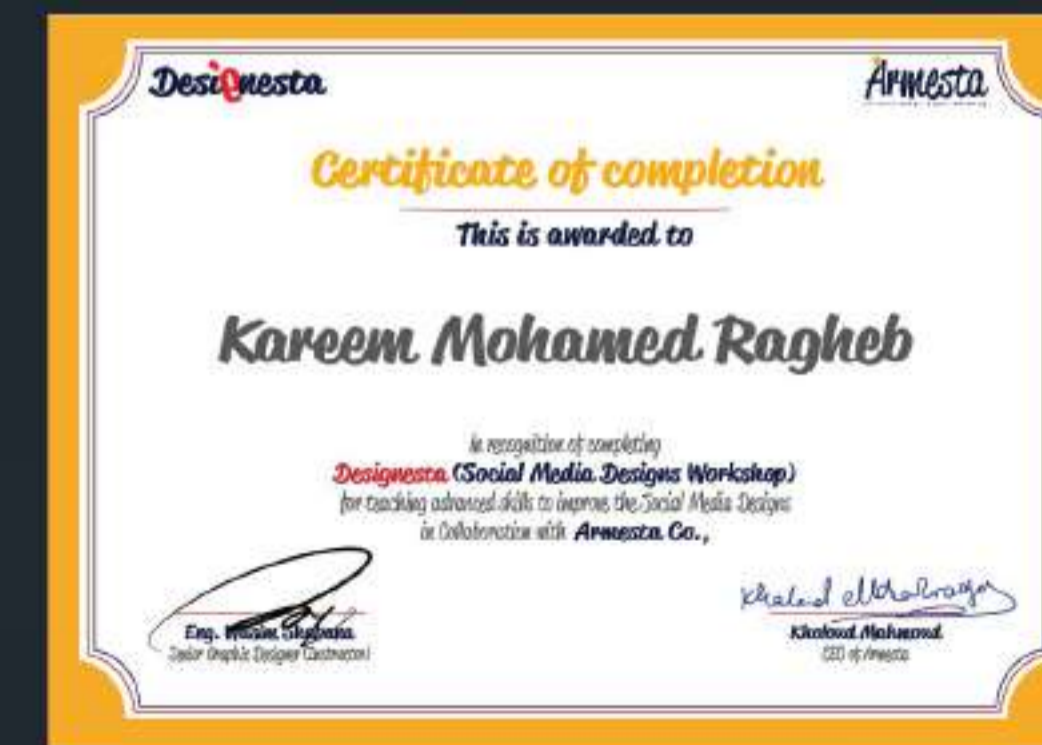 Designesta
Armesta
Certificate of completion
This is awarded to
Kareem Mohamed Ragheb
In recognition of completing
Designesta (Social Media Designs Workshop)
for teaching advanced skills to improve the Social Media Designs
in Collaboration with Armesta Co.,
Eng.
Senior Graphic Designer (Instructor)
Kholoud Mahmoud
CEO of Armesta